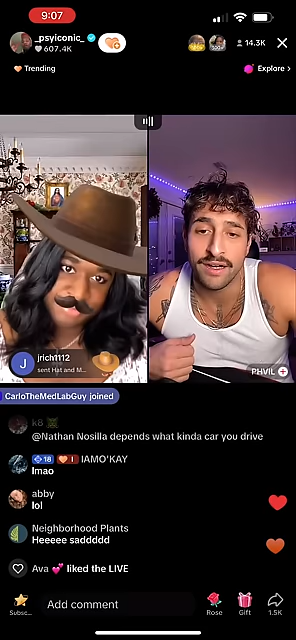 9:07
_psyiconic_
607.4K
300+
14.3K
Trending
Explore >
J
jrich1112
sent Hat and M...
PHVIL
CarloTheMedLabGuy joined
k8
@Nathan Nosilla depends what kinda car you drive
18 I IAMO'KAY
lmao
abby
lol
Neighborhood Plants
Heeeee saddddd
Ava 💕 liked the LIVE
Subsc...
Add comment
Rose
Gift
1.5K